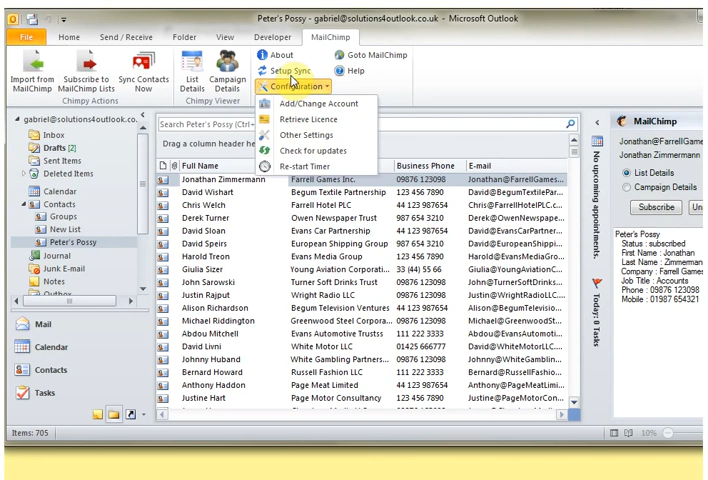 Peter's Possy - gabriel@solutions4outlook.co.uk - Microsoft Outlook
File Home Send / Receive Folder View Developer MailChimp
Import from MailChimp
Subscribe to MailChimp Lists
Sync Contacts Now
Chimpy Actions
List Details
Campaign Details
Chimpy Viewer
About
Setup Sync
Configuration
Goto MailChimp
Help
Add/Change Account
Retrieve Licence
Other Settings
Check for updates
Re-start Timer
gabriel@solutions4outlook.co.
Inbox
Drafts [2]
Sent Items
Deleted Items
Calendar
Contacts
Groups
New List
Peter's Possy
Journal
Junk E-mail
Notes
Outbox
Mail
Calendar
Contacts
Tasks
Search Peter's Possy (Ctrl+
Drag a column header he
Full Name Business Phone E-mail
Jonathan Zimmermann Farrell Games Inc. 09876 123098 Jonathan@FarrellGames...
David Wishart Begum Textile Partnership 123 456 7890 David@BegumTextilePar...
Chris Welch Farrell Hotel PLC 44 123 987654 Chris@FarrellHotelPLC.c...
Derek Turner Owen Newspaper Trust 987 654 3210 Derek@OwenNewspape...
David Sloan Evans Car Partnership 44 123 987654 David@EvansCarPartner...
David Speirs European Shipping Group 987 654 3210 David@EuropeanShippi...
Harold Treon Evans Media Group 123 456 7890 Harold@EvansMediaGro...
Giulia Sizer Young Aviation Corporati... 33 (44) 55 66 Giulia@YoungAviationC...
John Sarowski Turner Soft Drinks Trust 09876 123098 John@TurnerSoftDrinks...
Justin Rajput Wright Radio LLC 09876 123098 Justin@WrightRadioLLC...
Alison Richardson Begum Television Ventures 44 123 987654 Alison@BegumTelevision...
Michael Riddington Greenwood Steel Corpora... 09876 123098 Michael@GreenwoodSte...
Abdou Mitchell Evans Automotive Trustss 111 222 3333 Abdou@EvansAutomoti...
David Livni White Motor LLC 01425 666777 David@WhiteMotorLLC....
Johnny Huband White Gambling Partners... 09876 123098 Johnny@WhiteGamblin...
Bernard Howard Russell Fashion LLC 111 222 3333 Bernard@RussellFashio...
Anthony Haddon Page Meat Limited 44 123 987654 Anthony@PageMeatLimi...
Justine Hart Page Motor Consultancy 123 456 7890 Justine@PageMotorCon...
No upcoming appointments.
Today: 0 Tasks
MailChimp
Jonathan@FarrellGame
Jonathan Zimmermann
List Details
Campaign Details
Subscribe Un
Peter's Possy
Status : subscribed
First Name : Jonathan
Last Name : Zimmerman
Company : Farrell Games
Job Title : Accounts
Phone : 09876 123098
Mobile : 01987 654321
Items: 705
10%